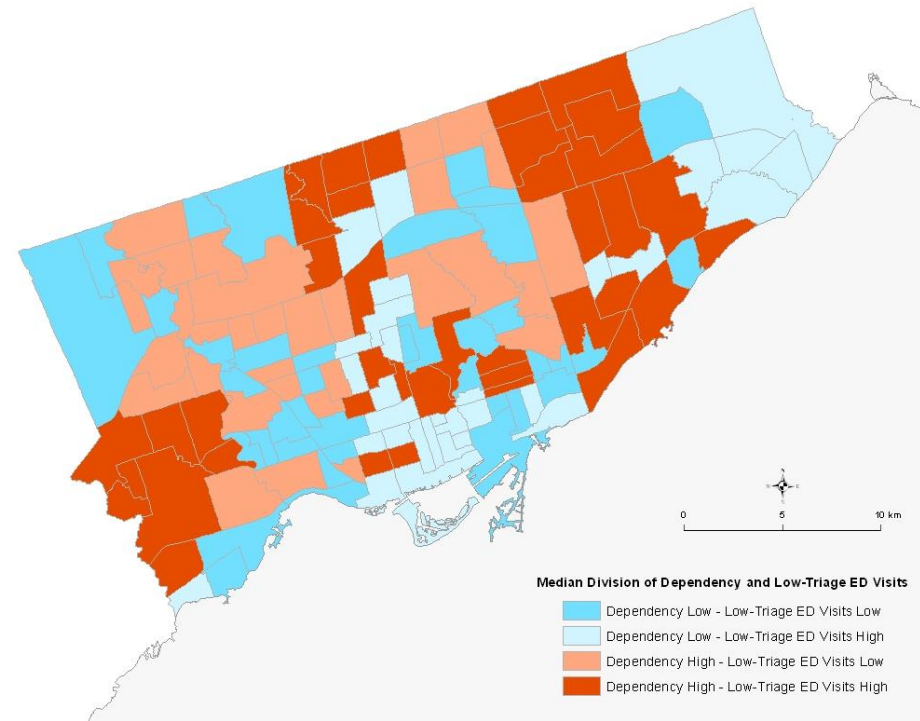 0 5 10 km
Median Division of Dependency and Low-Triage ED Visits
Dependency Low - Low-Triage ED Visits Low
Dependency Low - Low-Triage ED Visits High
Dependency High - Low-Triage ED Visits Low
Dependency High - Low-Triage ED Visits High